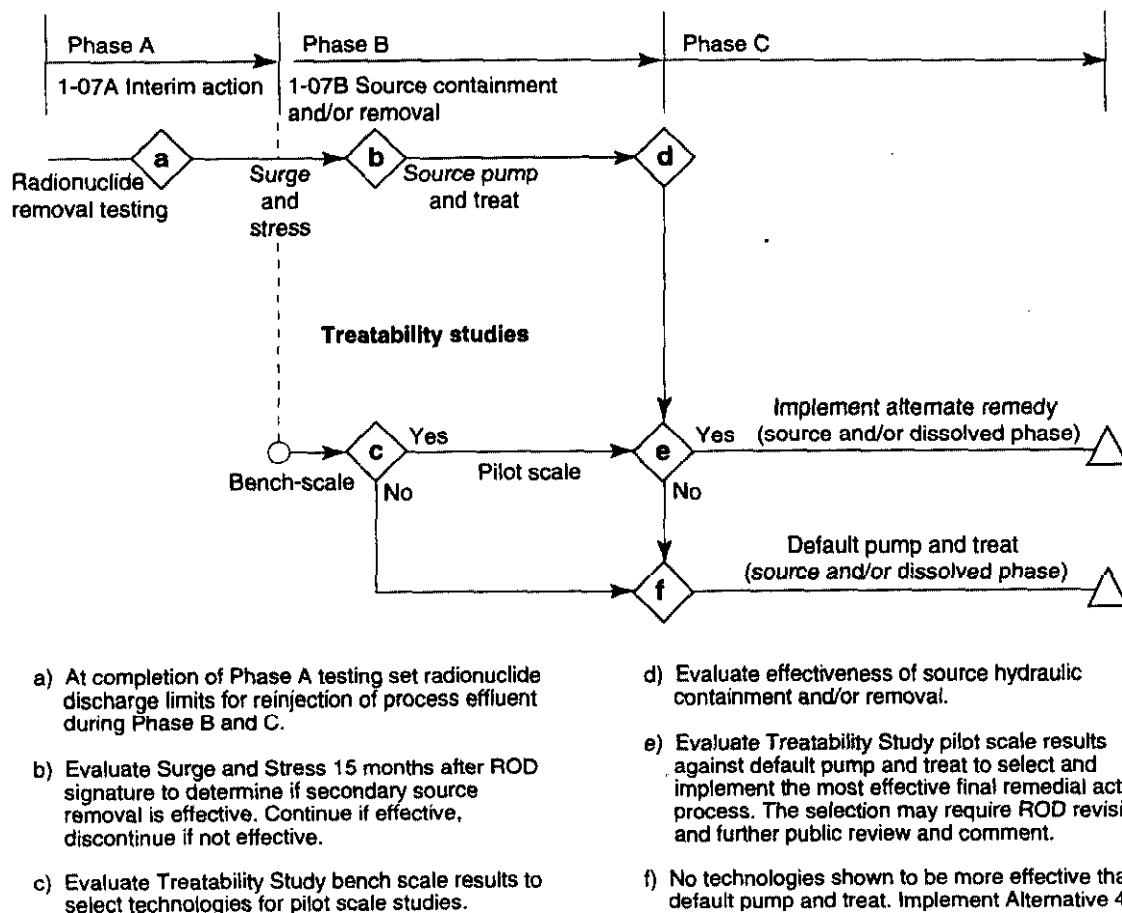 Phase A
Phase B
Phase C
1-07A Interim action
1-07B Source containment
and/or removal
a
b
d
Radionuclide
removal testing
Surge
and
stress
Source pump
and treat
Treatability studies
Implement alternate remedy
(source and/or dissolved phase)
c
Yes
e
Yes
Bench-scale
Pilot scale
No
No
Default pump and treat
(source and/or dissolved phase)
f
a) At completion of Phase A testing set radionuclide
discharge limits for reinjection of process effluent
during Phase B and C.
b) Evaluate Surge and Stress 15 months after ROD
signature to determine if secondary source
removal is effective. Continue if effective,
discontinue if not effective.
c) Evaluate Treatability Study bench scale results to
select technologies for pilot scale studies.
d) Evaluate effectiveness of source hydraulic
containment and/or removal.
e) Evaluate Treatability Study pilot scale results
against default pump and treat to select and
implement the most effective final remedial
process. The selection may require ROD
and further public review and comment.
f) No technologies shown to be more effective
default pump and treat. Implement Alternative 4